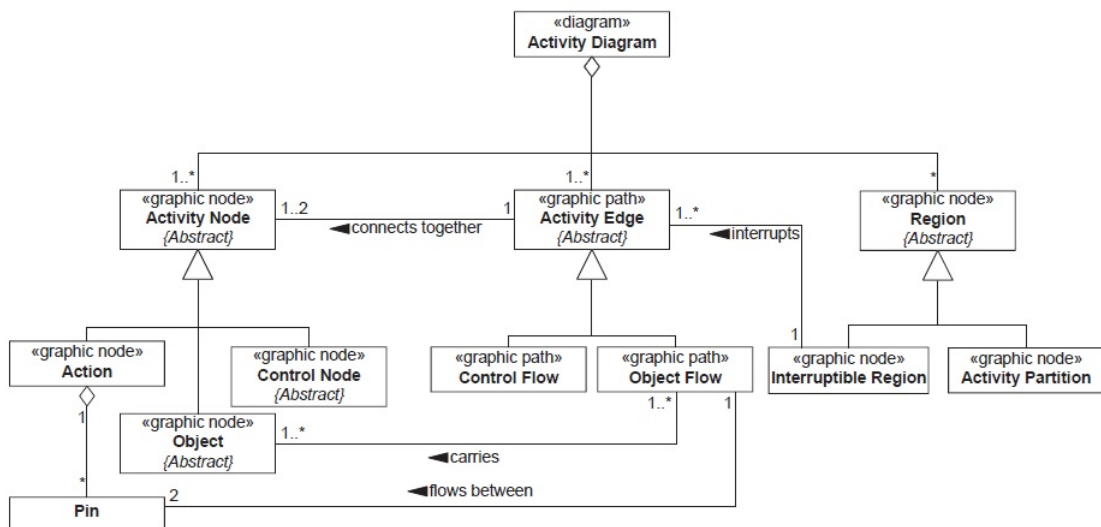 «diagram»
Activity Diagram
1..*
1..*
*
«graphic node»
Activity Node
{Abstract}
1..2
◄connects together
1
«graphic path»
Activity Edge
{Abstract}
1..*
◄interrupts
«graphic node»
Region
{Abstract}
1
«graphic node»
Action
«graphic node»
Control Node
{Abstract}
«graphic path»
Control Flow
«graphic path»
Object Flow
«graphic node»
Interruptible Region
«graphic node»
Activity Partition
1
«graphic node»
Object
{Abstract}
1..*
1..*
1
◄carries
*
Pin
2
◄flows between